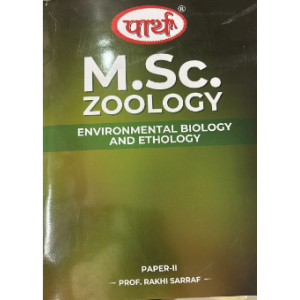 पार्थ ®
M.Sc.
ZOOLOGY
ENVIRONMENTAL BIOLOGY
AND ETHOLOGY
PAPER-II
PROF. RAKHI SARRAF